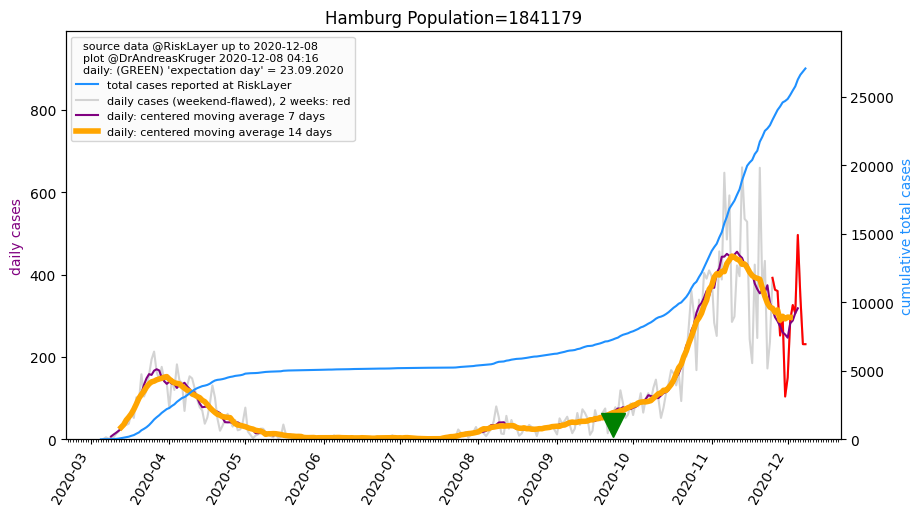 Hamburg Population=1841179
source data @RiskLayer up to 2020-12-08
plot @DrAndreasKruger 2020-12-08 04:16
daily: (GREEN) 'expectation day' = 23.09.2020
total cases reported at RiskLayer
daily cases (weekend-flawed), 2 weeks: red
daily: centered moving average 7 days
daily: centered moving average 14 days
daily cases
800
600
400
200
0
cumulative total cases
25000
20000
15000
10000
5000
0
2020-03
2020-04
2020-05
2020-06
2020-07
2020-08
2020-09
2020-10
2020-11
2020-12